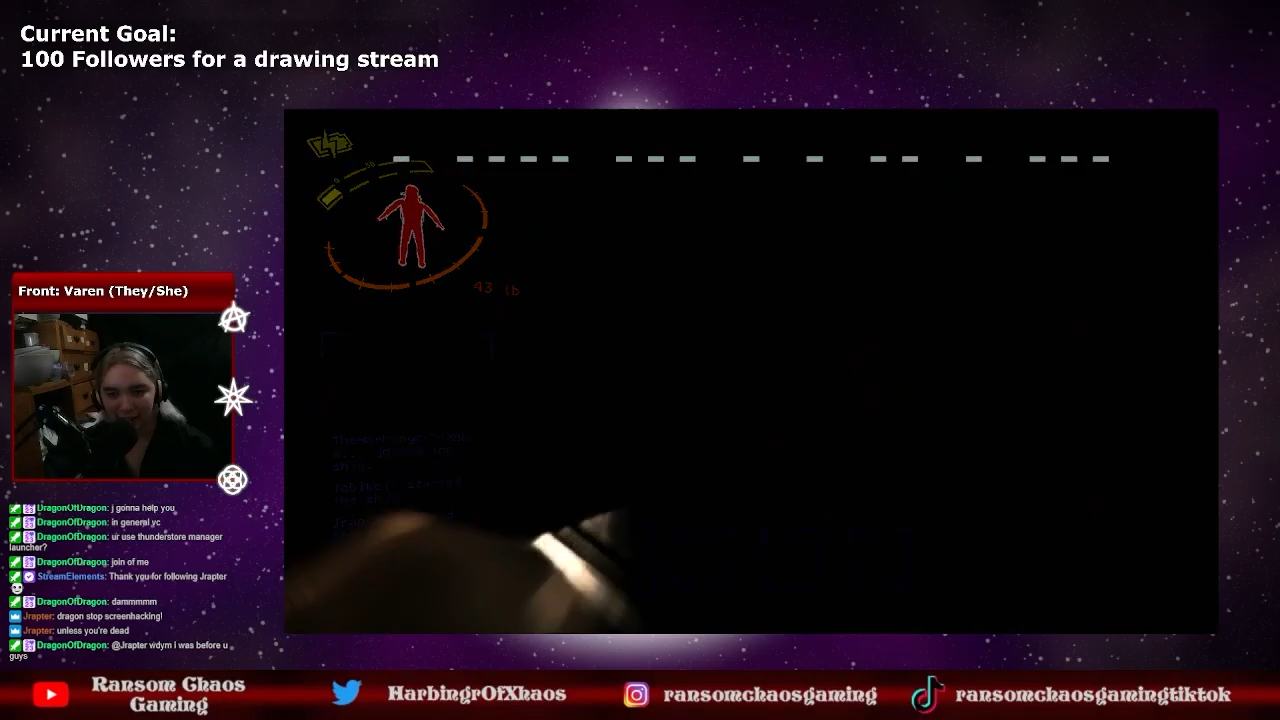 Current Goal:
100 Followers for a drawing stream
43 lb
Front: Varen (They/She)
DragonOfDragon: j gonna help you
DragonOfDragon: in general yc
DragonOfDragon: ur use thunderstore manager
launcher?
DragonOfDragon: join of me
StreamElements: Thank you for following Jrapter
DragonOfDragon: dammmmm
Jrapter: dragon stop screenhacking!
Jrapter: unless you're dead
DragonOfDragon: @Jrapter wdym i was before u
guys
Ransom Chaos
Gaming
HarbingrOfXhaos
ransomchaosgaming
ransomchaosgamingtiktok